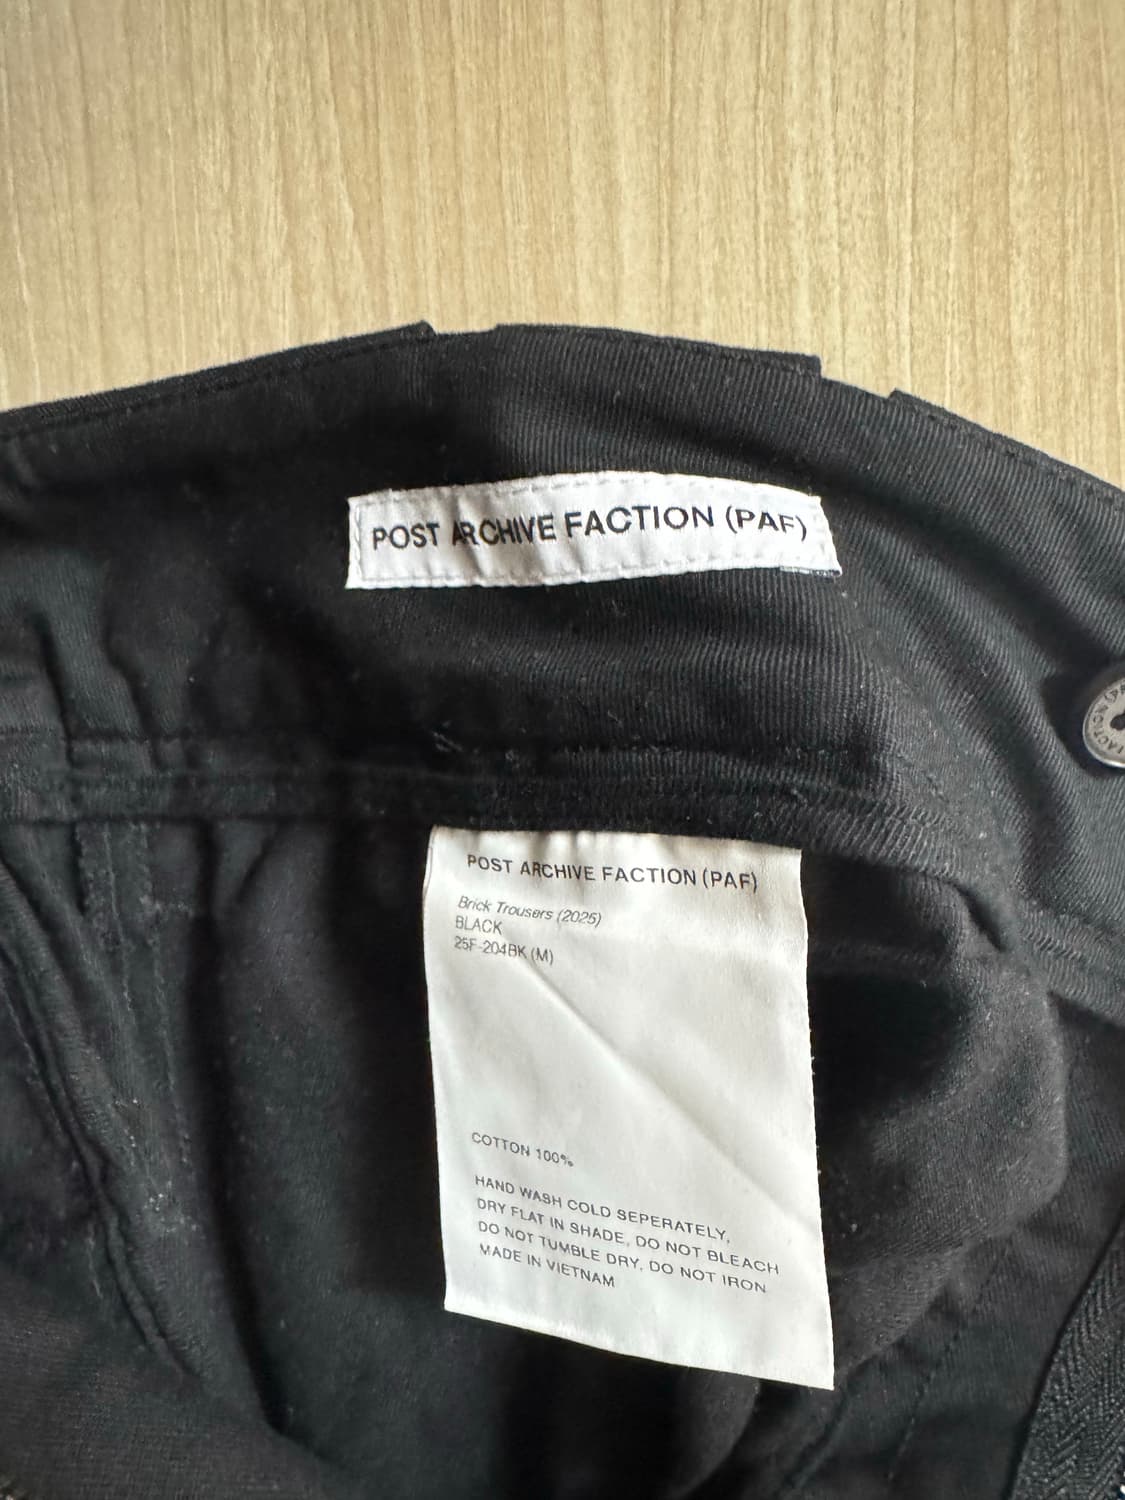 POST ARCHIVE FACTION (PAF)
POST ARCHIVE FACTION (PAF)
Brick Trousers (2025)
BLACK
25F-204BK (M)
COTTON 100%
HAND WASH COLD SEPERATELY,
DRY FLAT IN SHADE, DO NOT BLEACH
DO NOT TUMBLE DRY, DO NOT IRON
MADE IN VIETNAM
FACTION